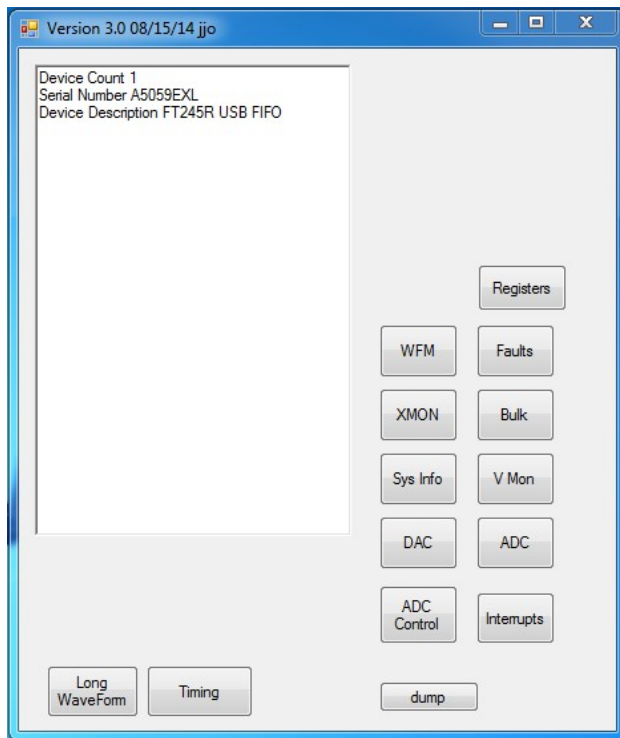 Version 3.0 08/15/14 jjo
Device Count 1
Serial Number A5059EXL
Device Description FT245R USB FIFO
Registers
WFM
Faults
XMON
Bulk
Sys Info
V Mon
DAC
ADC
ADC
Control
Interrupts
Long
WaveForm
Timing
dump